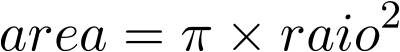 area = π × raio²